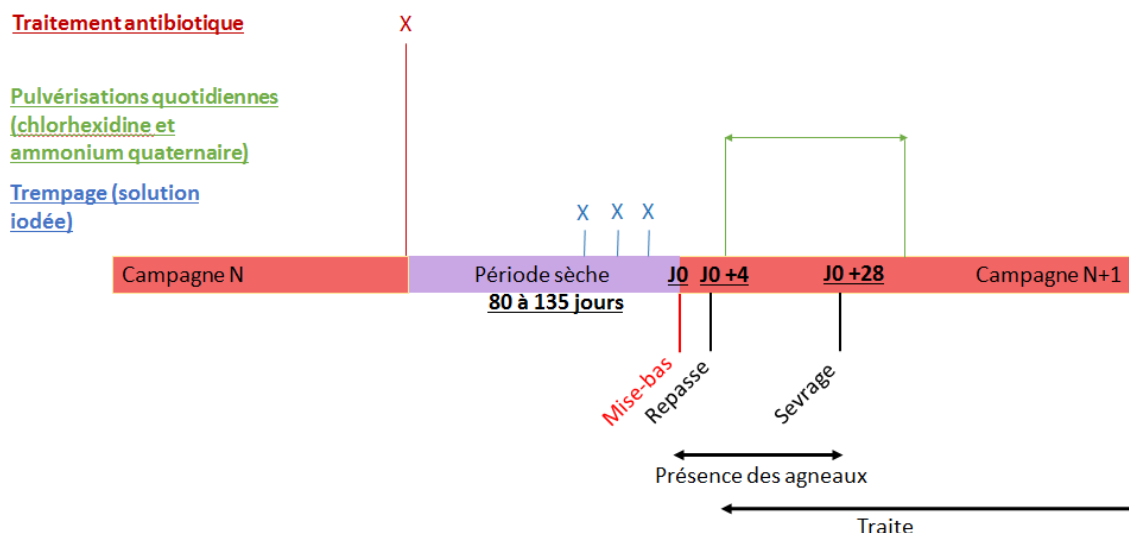 Traitement antibiotique
X
Pulvérisations quotidiennes
(chlorhexidine et
ammonium quaternaire)
Trempage (solution
iodée)
X X X
Campagne N
Période sèche
J0
J0 +4
J0 +28
Campagne N+1
80 à 135 jours
Mise-bas
Repasse
Sevrage
Présence des agneaux
Traite